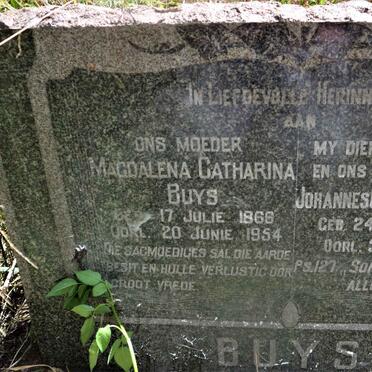 IN LIEFDEVOLLE HERINN
AAN
ONS MOEDER
MAGDALENA CATHARINA
BUYS
17 JULIE 1868
OORL. 20 JUNIE 1954
DIE SAGMOEDIGES SAL DIE AARDE
BESIT EN HULLE VERLUSTIG OOR
GROOT VREDE.
MY DIE
EN ONS
JOHANNES
GEB. 24
OORL.
PS. 127
ALLE
BUYS